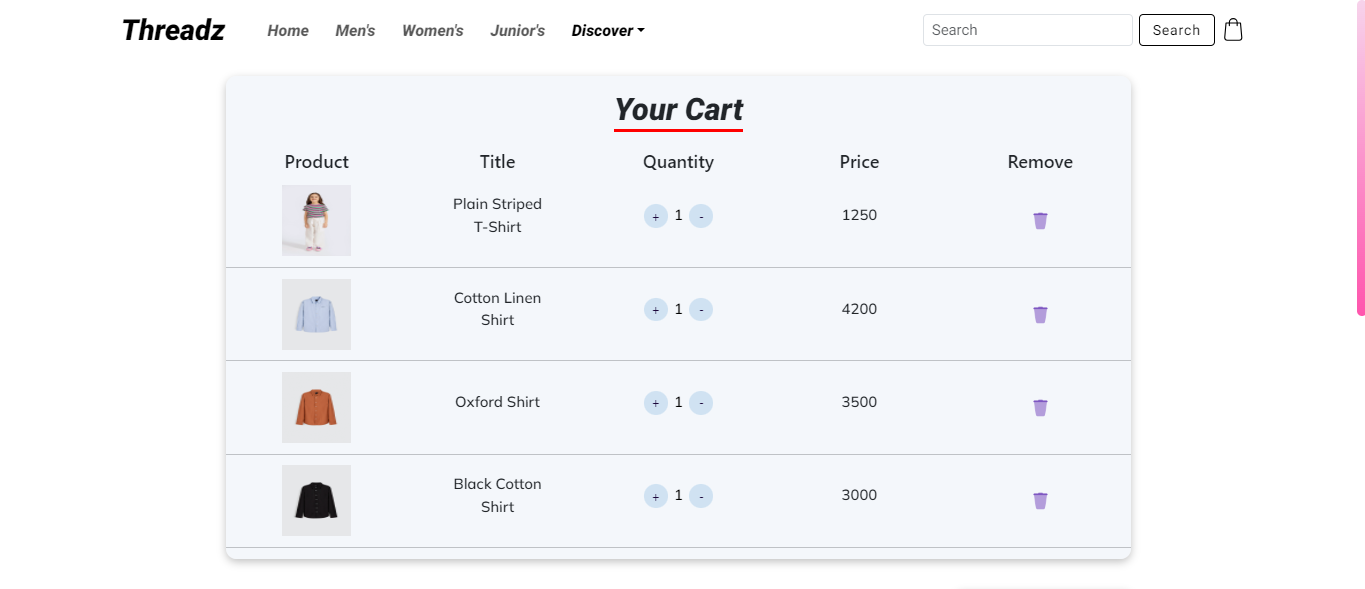 Threadz Home Men's Women's Junior's Discover Search Search
Your Cart
Product Title Quantity Price Remove
Plain Striped
T-Shirt
+ 1 - 1250
Cotton Linen
Shirt
+ 1 - 4200
Oxford Shirt + 1 - 3500
Black Cotton
Shirt
+ 1 - 3000